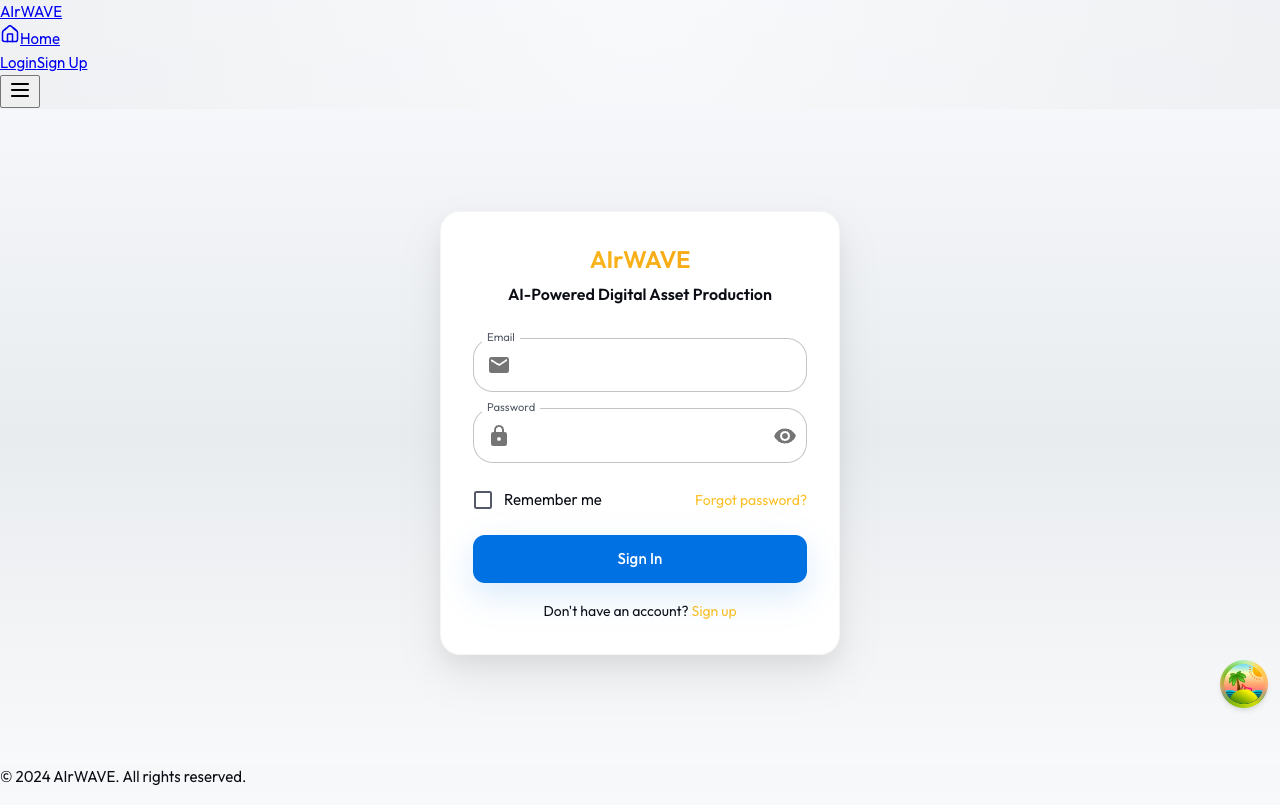 AIrWAVE
Home
LoginSign Up
AIrWAVE
AI-Powered Digital Asset Production
Email
Password
Remember me
Forgot password?
Sign In
Don't have an account? Sign up
© 2024 AIrWAVE. All rights reserved.